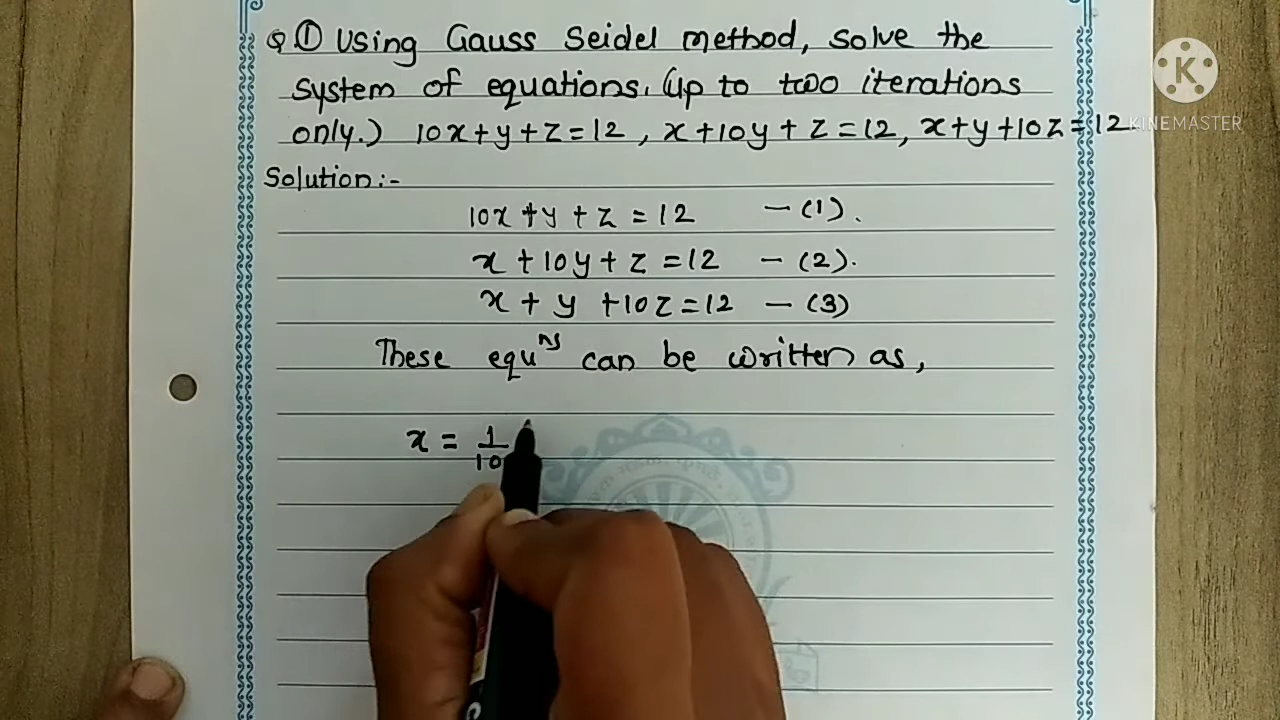 Q ① Using Gauss Seidel method, solve the
system of equations. (Up to two iterations
only.) 10x+y+z=12, x+10y+z=12, x+y+10z=12.
K
KINEMASTER
Solution:-
10x+y+z=12 —(1).
x+10y+z=12 —(2).
x+y+10z=12 —(3)
These equⁿˢ can be written as,
x = 1/10